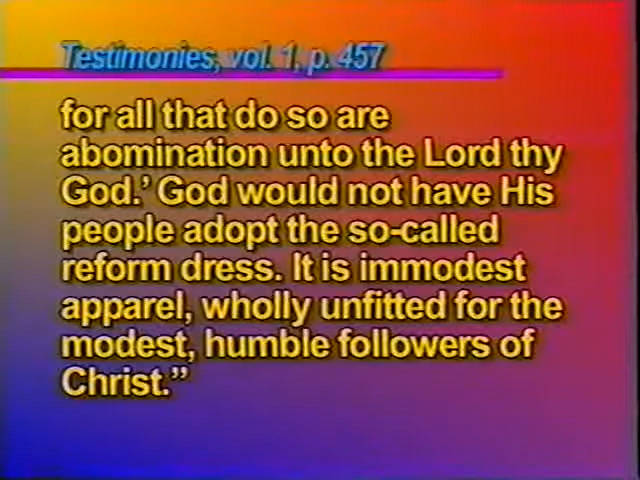 Testimonies, vol. 1, p. 457
for all that do so are
abomination unto the Lord thy
God.’ God would not have His
people adopt the so-called
reform dress. It is immodest
apparel, wholly unfitted for the
modest, humble followers of
Christ.”